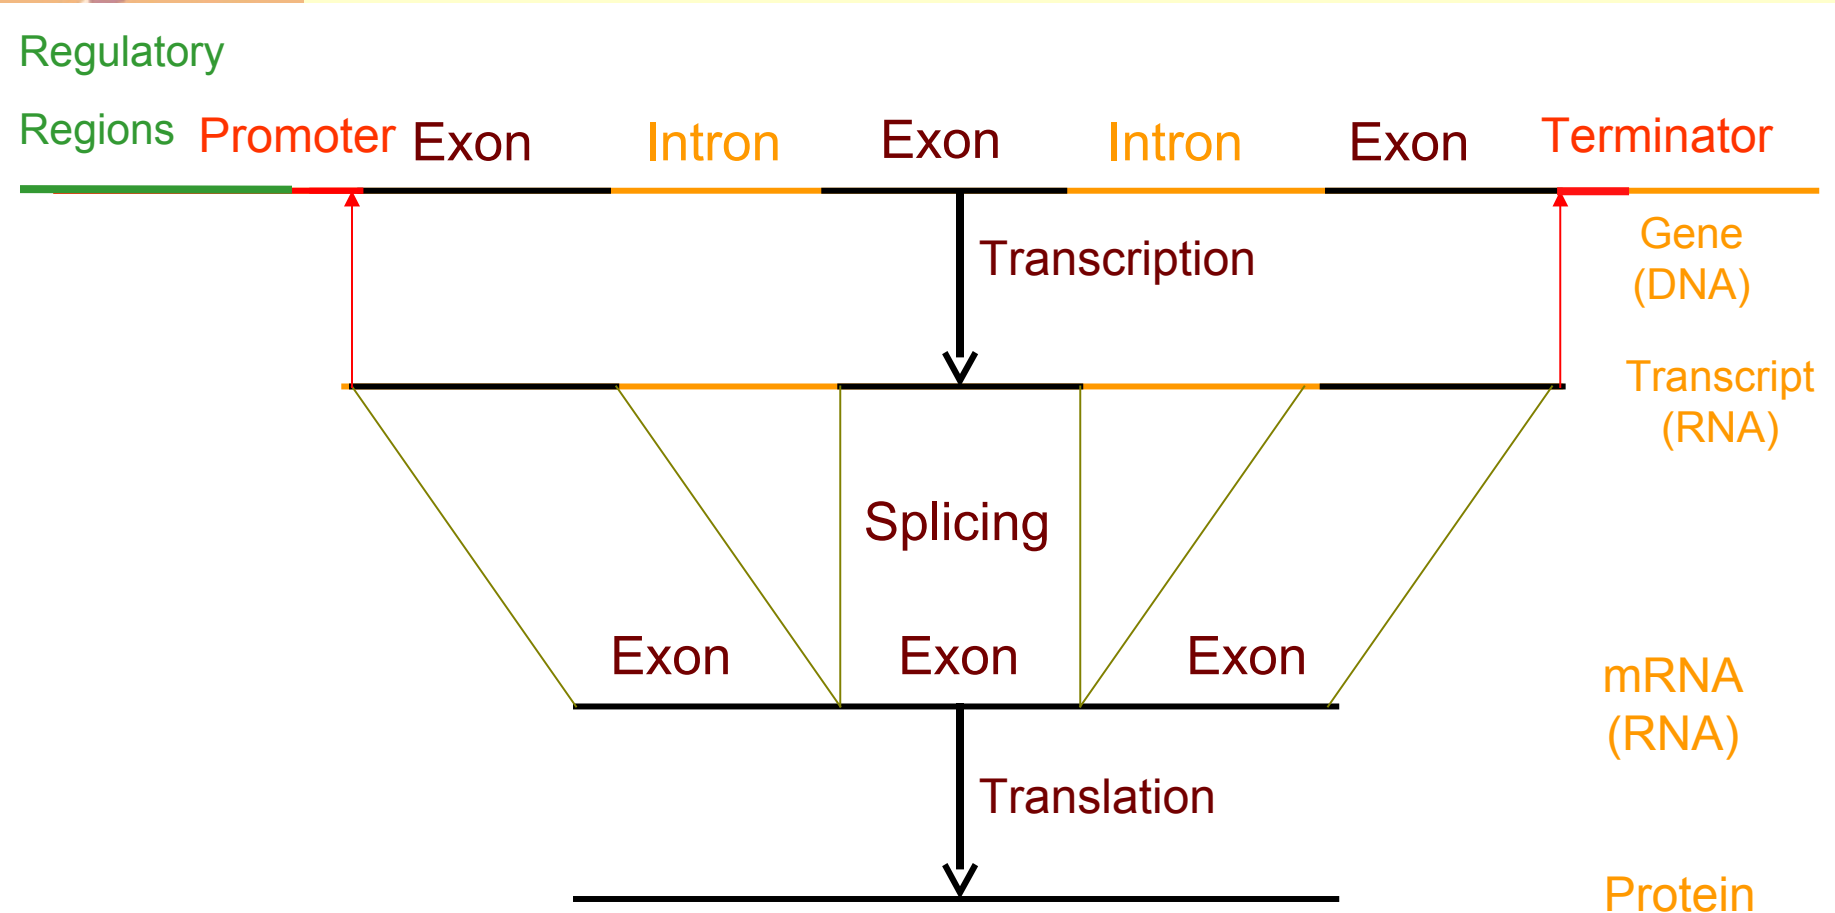 Regulatory
Regions Promoter Exon Intron Exon Intron Exon Terminator
Transcription
Gene
(DNA)
Transcript
(RNA)
Splicing
Exon Exon Exon
mRNA
(RNA)
Translation
Protein